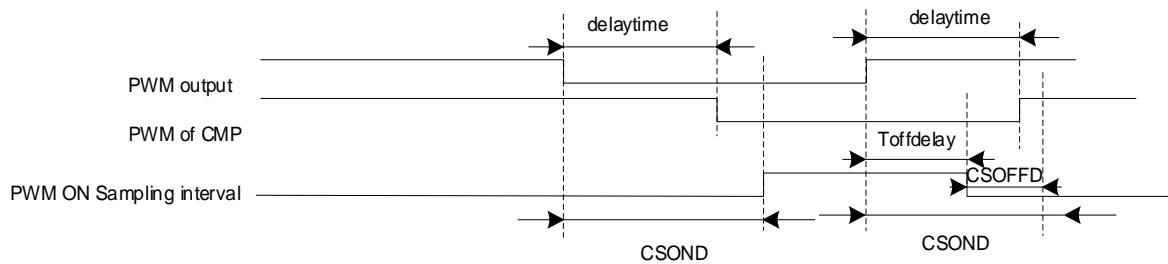 delaytime
delaytime
PWM output
PWM of CMP
Toffdelay
CSOFFD
PWM ON Sampling interval
CSOND
CSOND